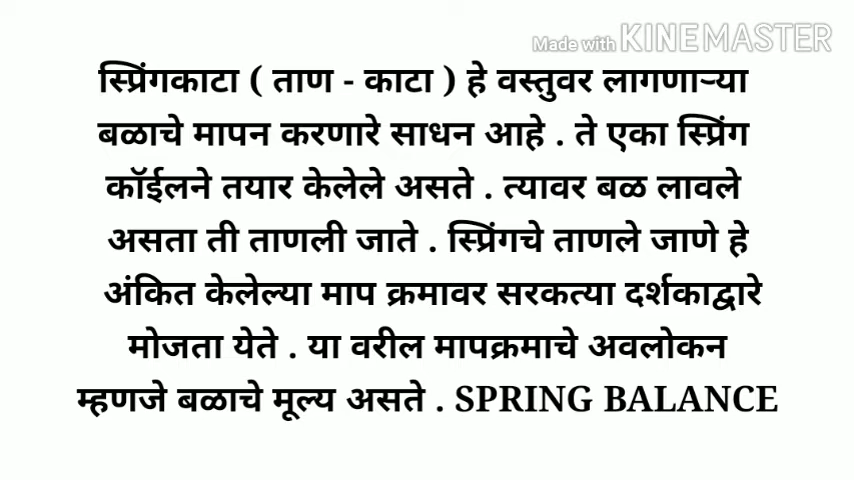 Made with KINEMASTER
स्प्रिंगकाटा ( ताण - काटा ) हे वस्तुवर लागणाऱ्या
बळाचे मापन करणारे साधन आहे . ते एका स्प्रिंग
कॉईलने तयार केलेले असते . त्यावर बळ लावले
असता ती ताणली जाते . स्प्रिंगचे ताणले जाणे हे
अंकित केलेल्या माप क्रमावर सरकत्या दर्शकाद्वारे
मोजता येते . या वरील मापक्रमाचे अवलोकन
म्हणजे बळाचे मूल्य असते . SPRING BALANCE